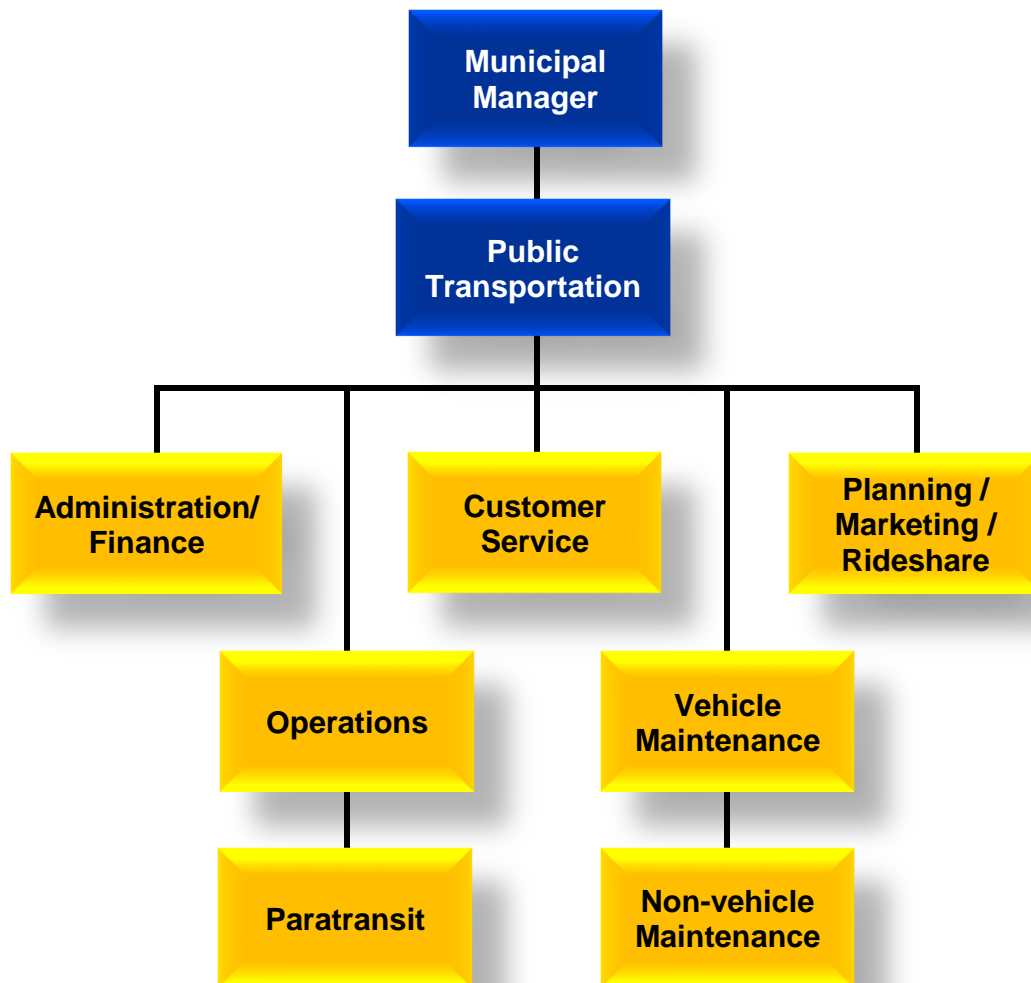 Municipal
Manager
Public
Transportation
Administration/
Finance
Customer
Service
Planning /
Marketing /
Rideshare
Operations
Vehicle
Maintenance
Paratransit
Non-vehicle
Maintenance